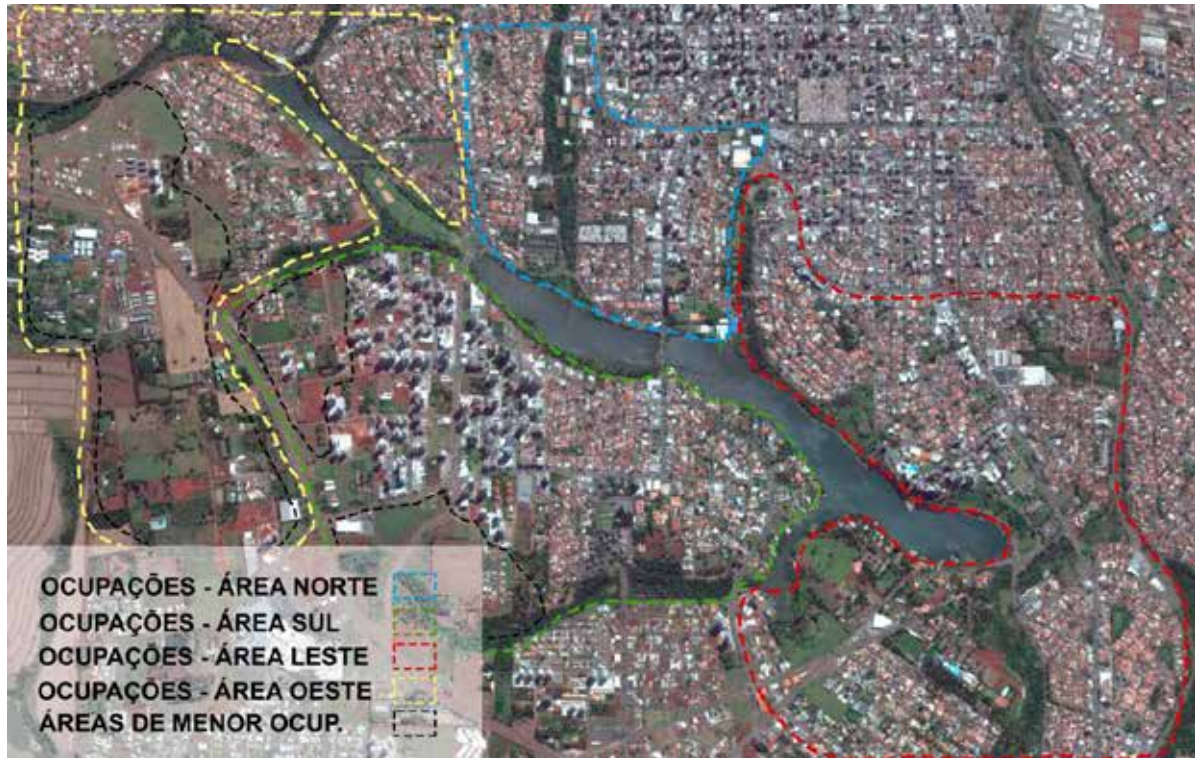 OCUPAÇÕES - ÁREA NORTE
OCUPAÇÕES - ÁREA SUL
OCUPAÇÕES - ÁREA LESTE
OCUPAÇÕES - ÁREA OESTE
ÁREAS DE MENOR OCUP.